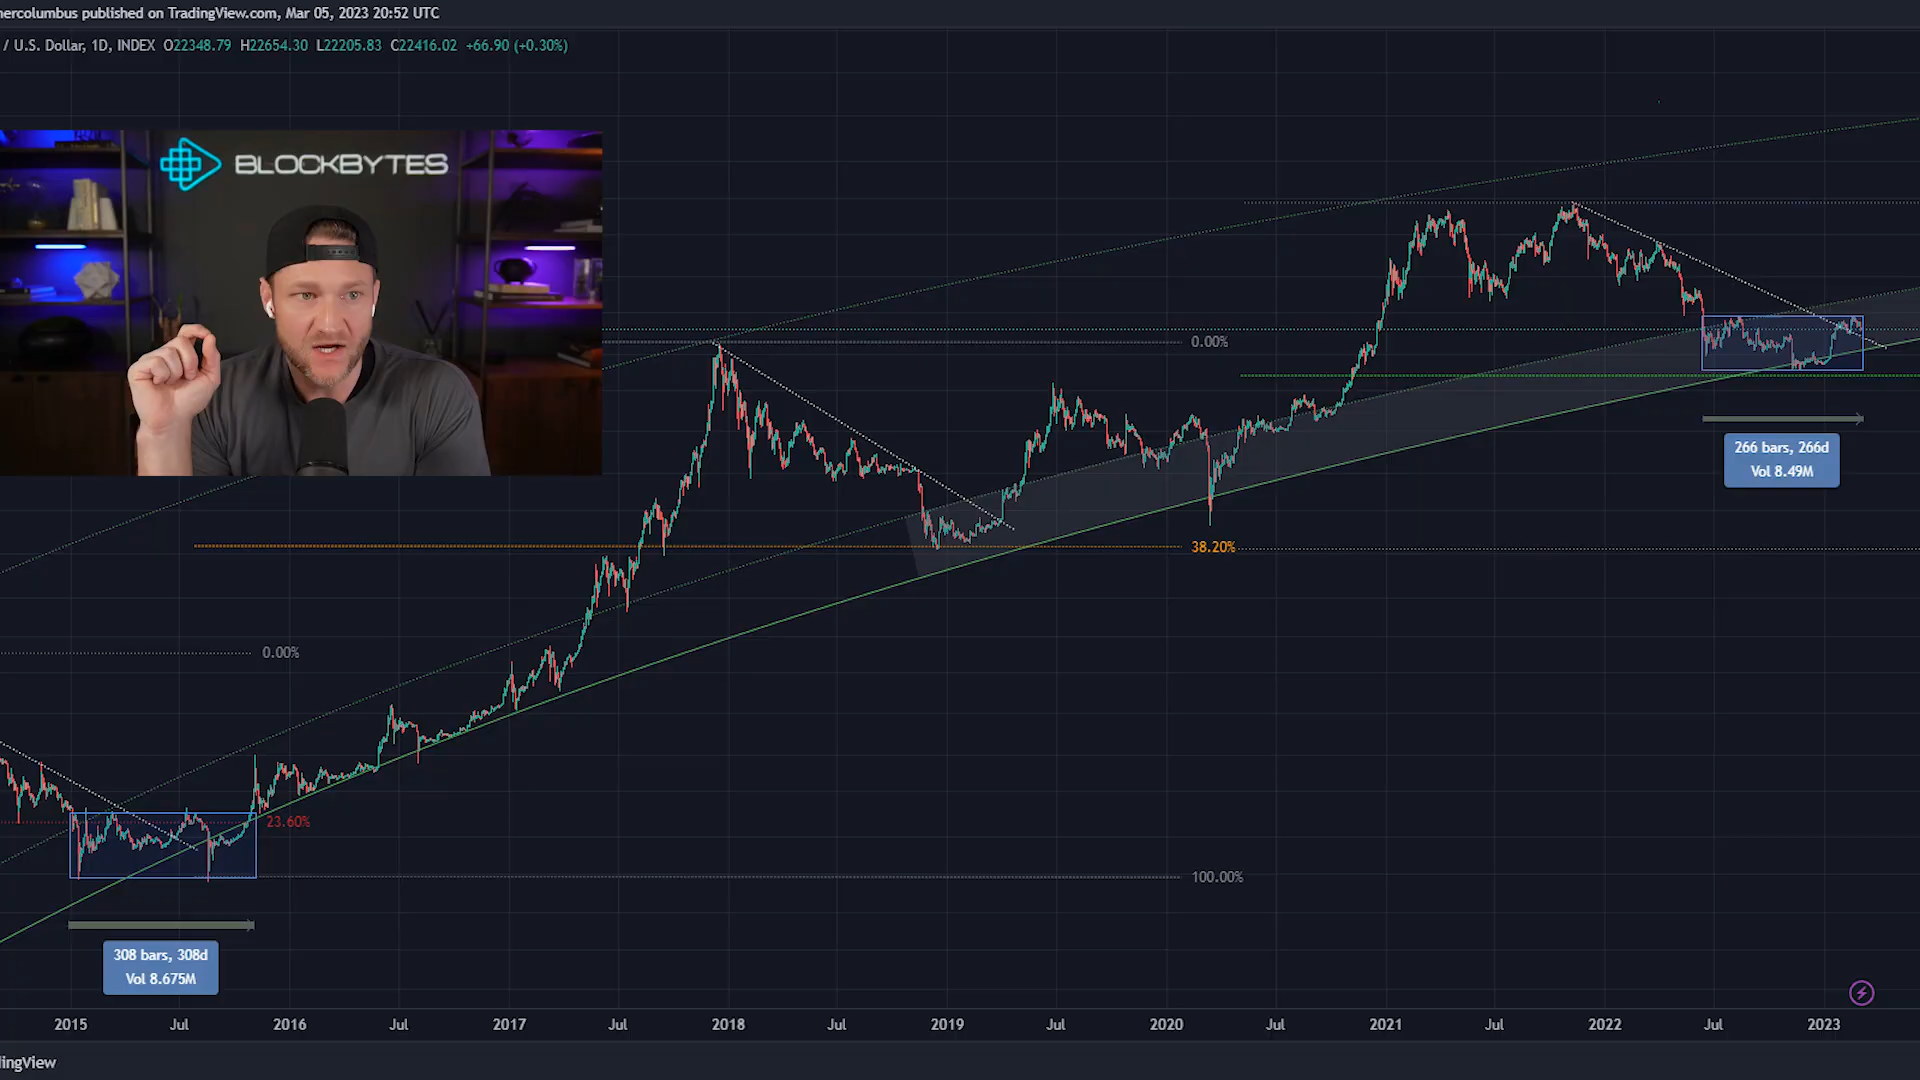 mercolumbus published on TradingView.com, Mar 05, 2023 20:52 UTC
/ U.S. Dollar, 1D, INDEX O22348.79 H22654.30 L22205.83 C22416.02 +66.90 (+0.30%)
BLOCKBYTES
0.00%
266 bars, 266d
Vol 8.49M
38.20%
0.00%
23.60%
100.00%
308 bars, 308d
Vol 8.675M
2015 Jul 2016 Jul 2017 Jul 2018 Jul 2019 Jul 2020 Jul 2021 Jul 2022 Jul 2023
dingView